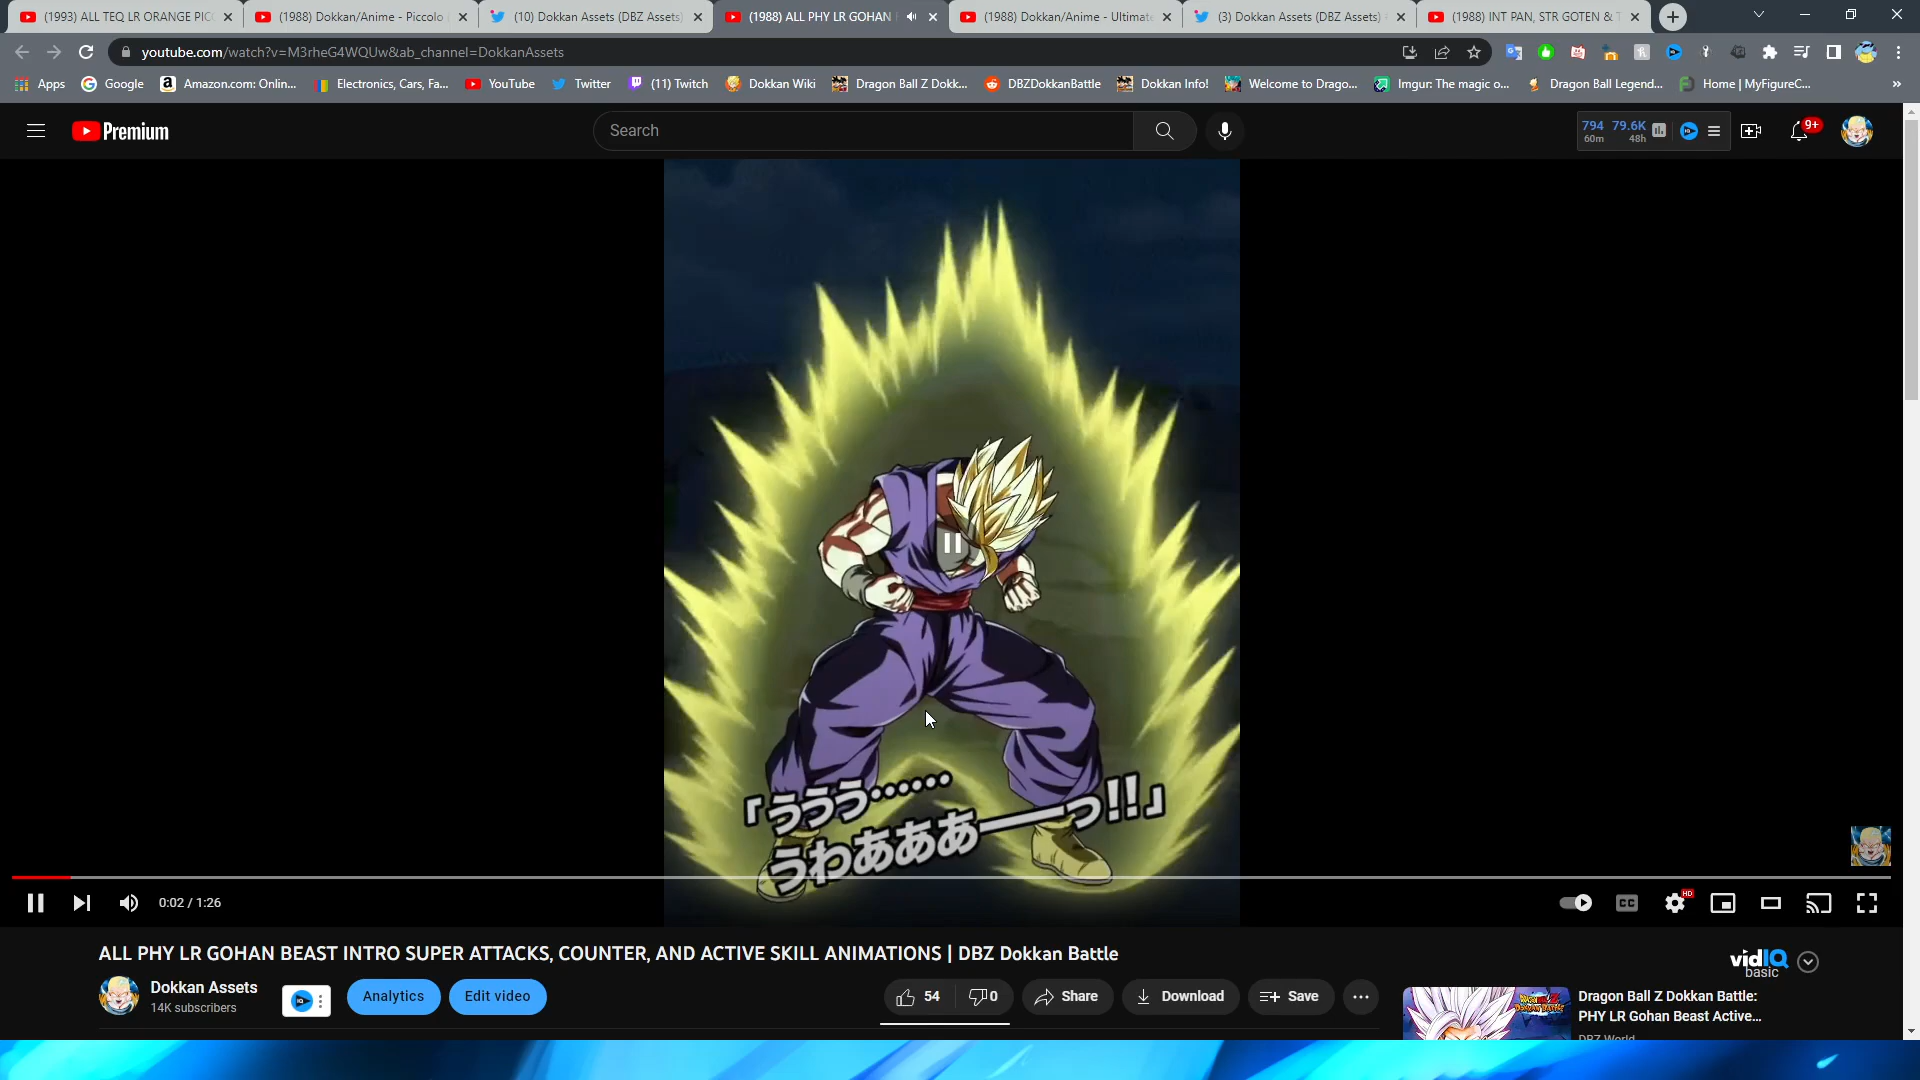 (1993) ALL TEQ LR ORANGE PIC
(1988) Dokkan/Anime - Piccolo
(10) Dokkan Assets (DBZ Assets)
(1988) ALL PHY LR GOHAN
(1988) Dokkan/Anime - Ultimate
(3) Dokkan Assets (DBZ Assets)
(1988) INT PAN, STR GOTEN & T
youtube.com/watch?v=M3rheG4WQUw&ab_channel=DokkanAssets
Apps
Google
Amazon.com: Onlin...
Electronics, Cars, Fa...
YouTube
Twitter
(11) Twitch
Dokkan Wiki
Dragon Ball Z Dokk...
DBZDokkanBattle
Dokkan Info!
Welcome to Drago...
Imgur: The magic o...
Dragon Ball Legend...
Home | MyFigureC...
»
Premium
Search
794 79.6K
60m 48h
9+
「ううう……
うわあああーーっ!!」
0:02 / 1:26
CC
HD
ALL PHY LR GOHAN BEAST INTRO SUPER ATTACKS, COUNTER, AND ACTIVE SKILL ANIMATIONS | DBZ Dokkan Battle
vidIQ
basic
Dokkan Assets
14K subscribers
Analytics
Edit video
54
0
Share
Download
Save
Dragon Ball Z Dokkan Battle:
PHY LR Gohan Beast Active...
DBZ World